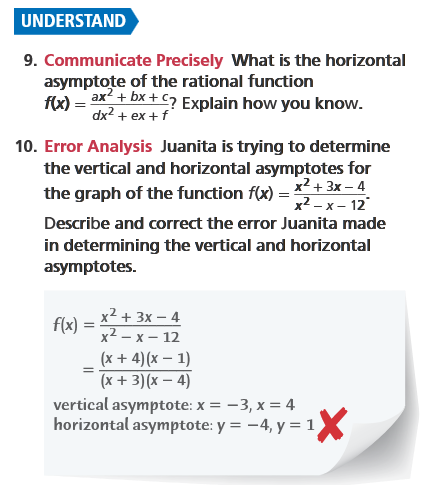 UNDERSTAND
9. Communicate Precisely What is the horizontal
asymptote of the rational function
f(x) = (ax² + bx + c)/(dx² + ex + f)? Explain how you know.
10. Error Analysis Juanita is trying to determine
the vertical and horizontal asymptotes for
the graph of the function f(x) = (x² + 3x – 4)/(x² – x – 12).
Describe and correct the error Juanita made
in determining the vertical and horizontal
asymptotes.
f(x) = (x² + 3x – 4)/(x² – x – 12)
= ((x + 4)(x – 1))/((x + 3)(x – 4))
vertical asymptote: x = –3, x = 4
horizontal asymptote: y = –4, y = 1 ✗